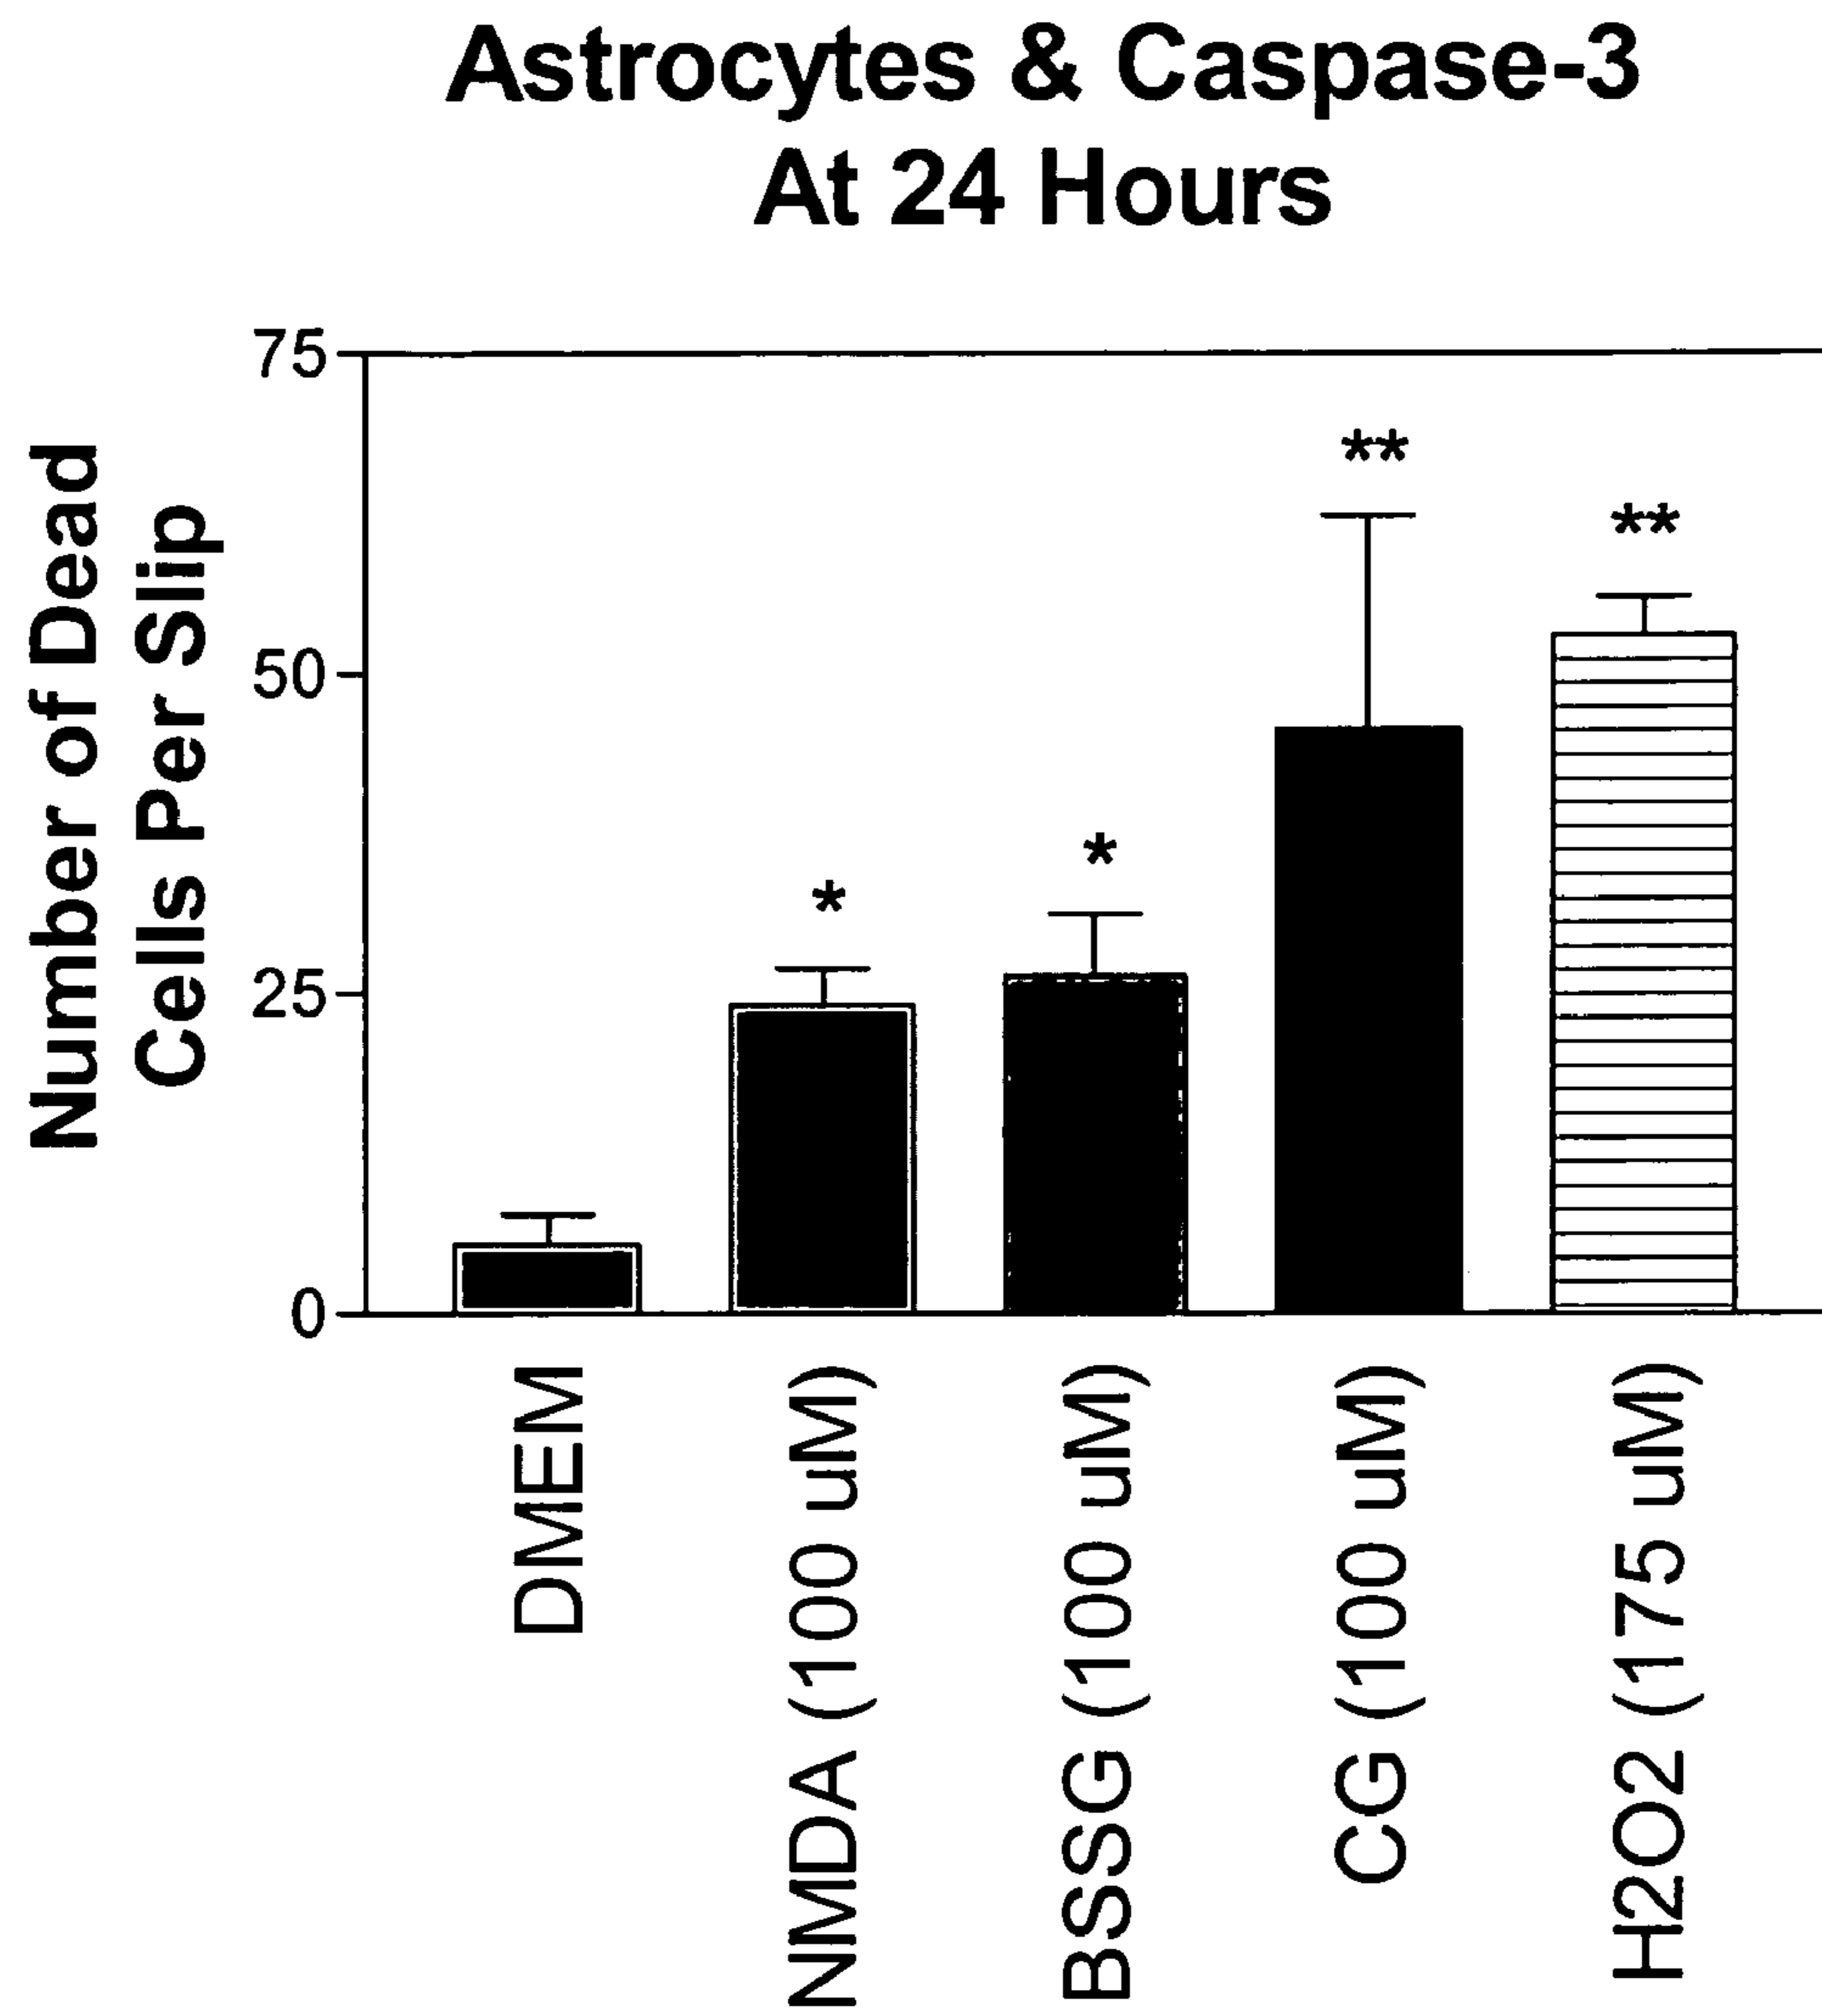 Astrocytes & Caspase-3
At 24 Hours
Number of Dead
Cells Per Slip
75
50
25
0
*
*
**
**
DMEM
NMDA (100 uM)
BSSG (100 uM)
CG (100 uM)
H2O2 (175 uM)